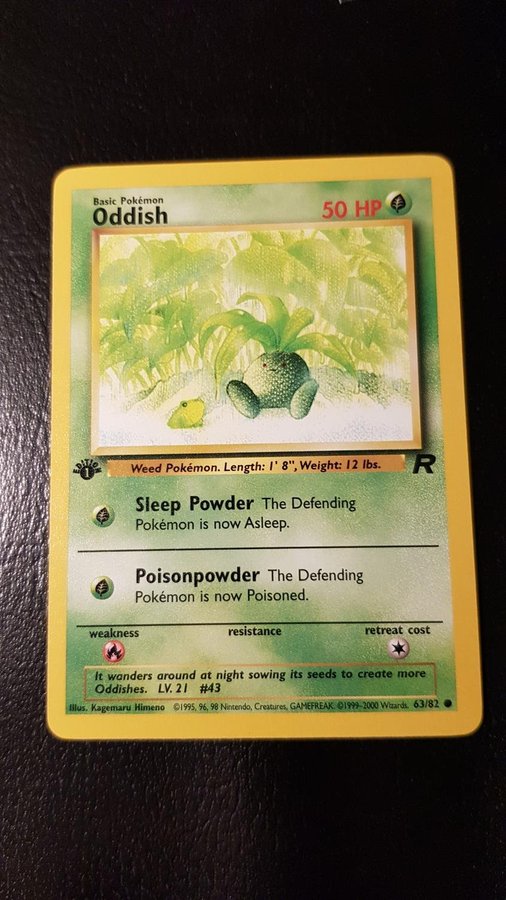 Basic Pokémon
Oddish
50 HP
EDITION
1
Weed Pokémon. Length: 1' 8", Weight: 12 lbs.
R
Sleep Powder The Defending
Pokémon is now Asleep.
Poisonpowder The Defending
Pokémon is now Poisoned.
weakness resistance retreat cost
It wanders around at night sowing its seeds to create more
Oddishes. LV. 21 #43
Illus. Kagemaru Himeno ©1995, 96, 98 Nintendo, Creatures, GAMEFREAK. ©1999-2000 Wizards. 63/82